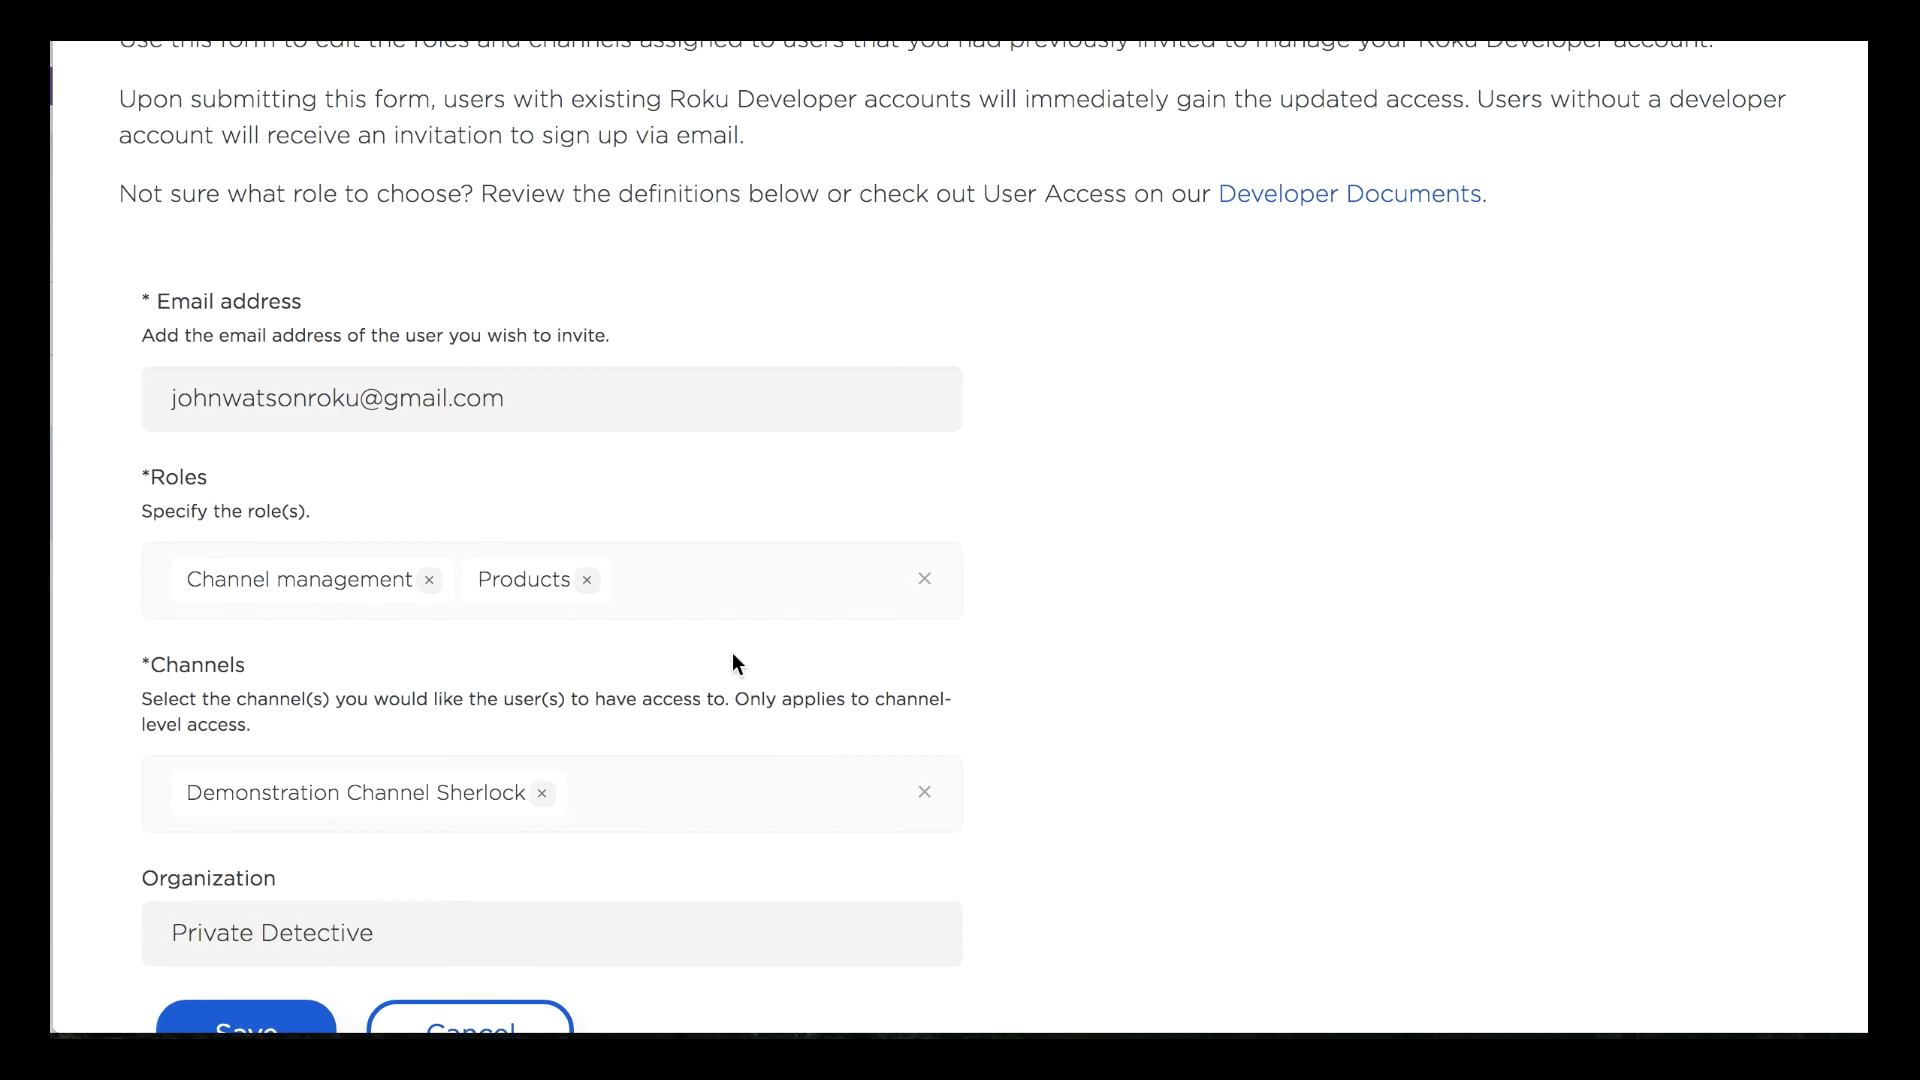 Use this form to edit the roles and channels assigned to users that you had previously invited to manage your Roku Developer account.
Upon submitting this form, users with existing Roku Developer accounts will immediately gain the updated access. Users without a developer
account will receive an invitation to sign up via email.
Not sure what role to choose? Review the definitions below or check out User Access on our Developer Documents.
* Email address
Add the email address of the user you wish to invite.
johnwatsonroku@gmail.com
*Roles
Specify the role(s).
Channel management × Products × ×
*Channels
Select the channel(s) you would like the user(s) to have access to. Only applies to channel-
level access.
Demonstration Channel Sherlock × ×
Organization
Private Detective
Save Cancel